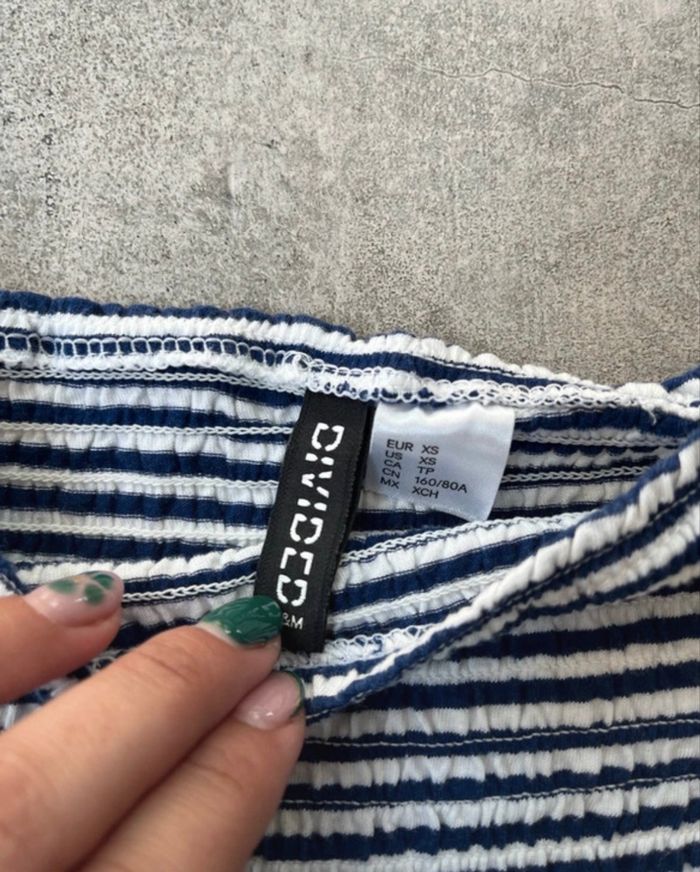 DIVIDED
&M
EUR XS
US XS
CA TP
CN 160/80A
MX XCH